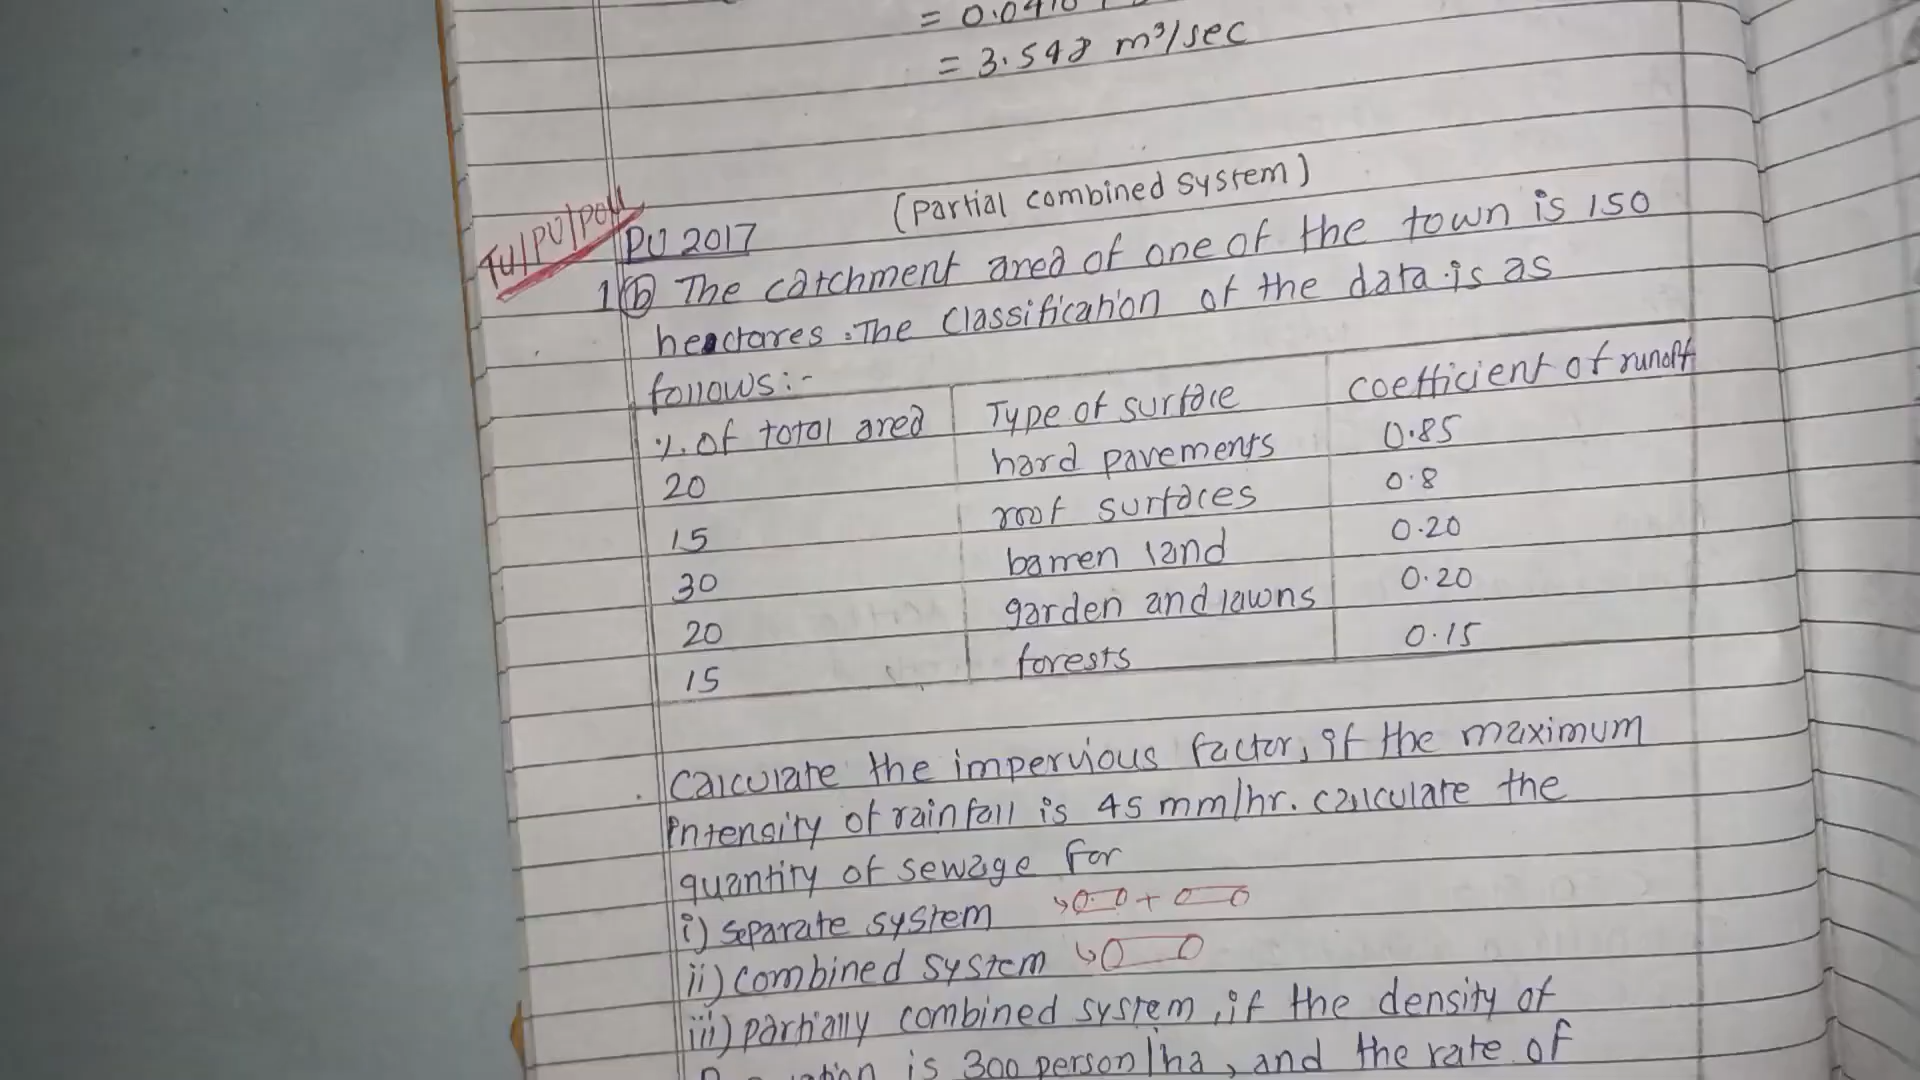 = 3.548 m³/sec
(Partial combined system)
TU/PU/POU
PU 2017
1 (b) The catchment area of one of the town is 150
hectares. The classification of the data is as
follows:-
% of total area | Type of surface | coefficient of runoff
20 | hard pavements | 0.85
15 | roof surfaces | 0.8
30 | barren land | 0.20
20 | garden and lawns | 0.20
15 | forests | 0.15
Calculate the impervious factor, if the maximum
intensity of rainfall is 45 mm/hr. calculate the
quantity of sewage for
i) separate system
ii) combined system
iii) partially combined system, if the density of
is 300 person/ha, and the rate of